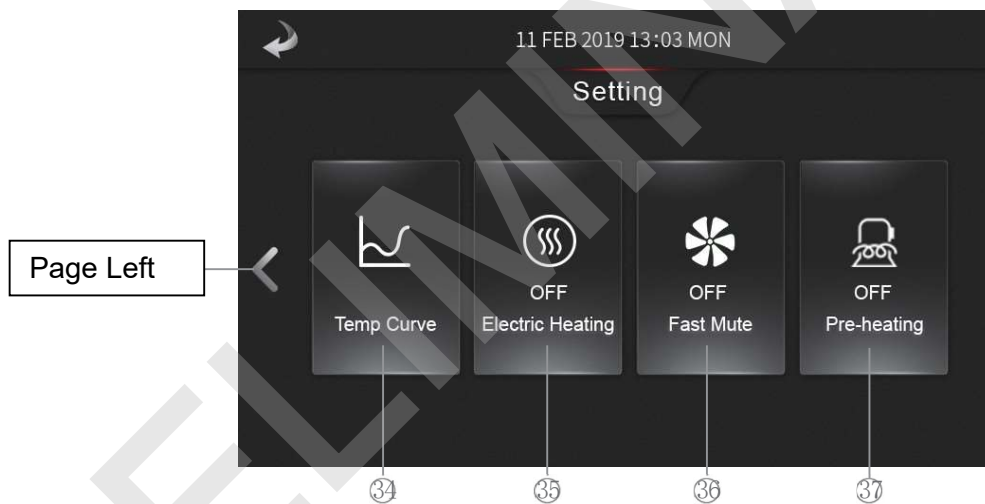 11 FEB 2019 13:03 MON
Setting
Page Left
OFF OFF OFF
Temp Curve Electric Heating Fast Mute Pre-heating
㉞ ㉟ ㊱ ㊲